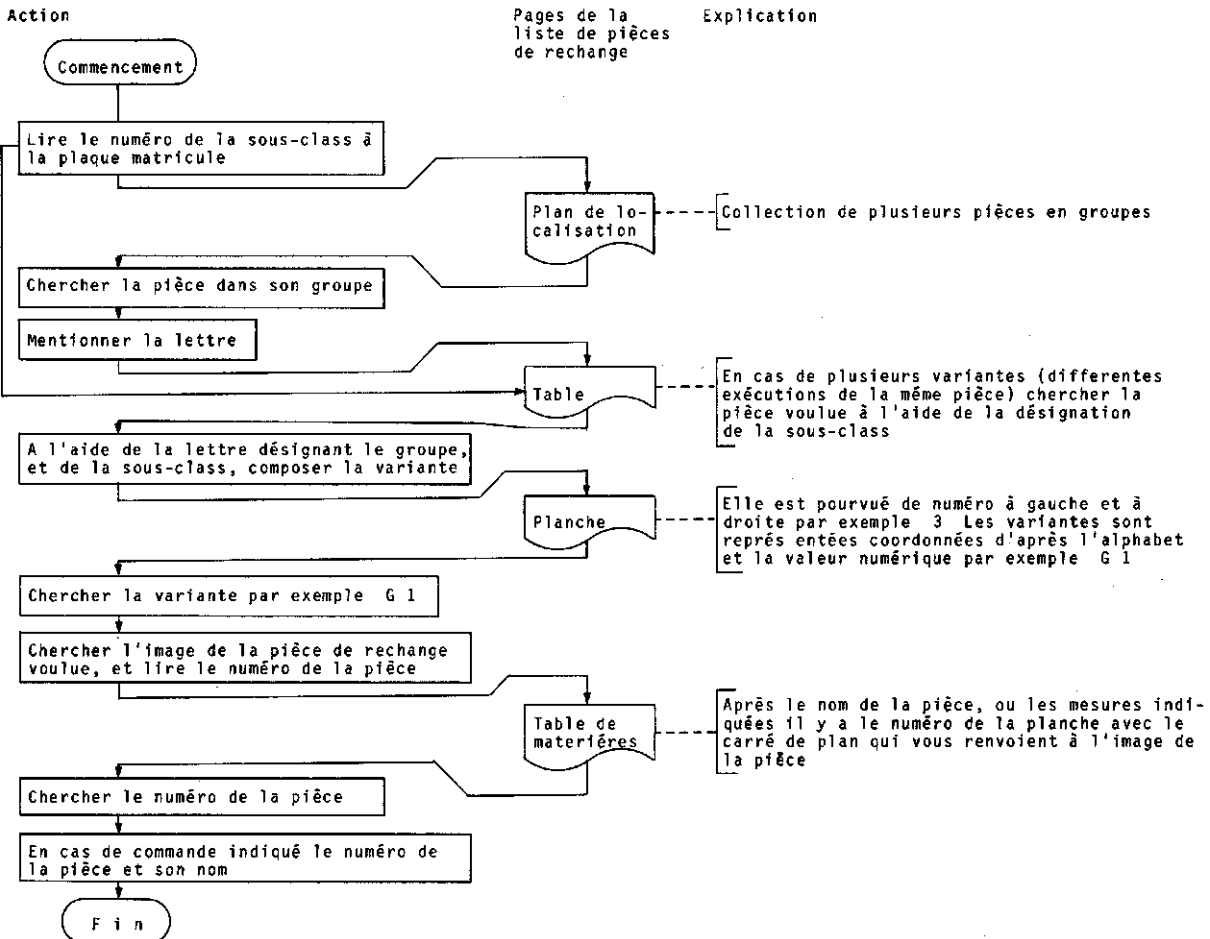 Action
Pages de la
liste de pièces
de rechange
Explication
Commencement
Lire le numéro de la sous-class à
la plaque matricule
Plan de lo-
calisation
Collection de plusieurs pièces en groupes
Chercher la pièce dans son groupe
Mentionner la lettre
Table
En cas de plusieurs variantes (differentes
exécutions de la méme pièce) chercher la
pièce voulue à l'aide de la désignation
de la sous-class
A l'aide de la lettre désignant le groupe,
et de la sous-class, composer la variante
Planche
Elle est pourvué de numéro à gauche et à
droite par exemple 3 Les variantes sont
représ entées coordonnées d'après l'alphabet
et la valeur numérique par exemple G 1
Chercher la variante par exemple G 1
Chercher l'image de la pièce de rechange
voulue, et lire le numéro de la pièce
Table de
materiéres
Après le nom de la pièce, ou les mesures indi-
quées il y a le numéro de la planche avec le
carré de plan qui vous renvoient à l'image de
la pièce
Chercher le numéro de la pièce
En cas de commande indiqué le numéro de
la pièce et son nom
F i n